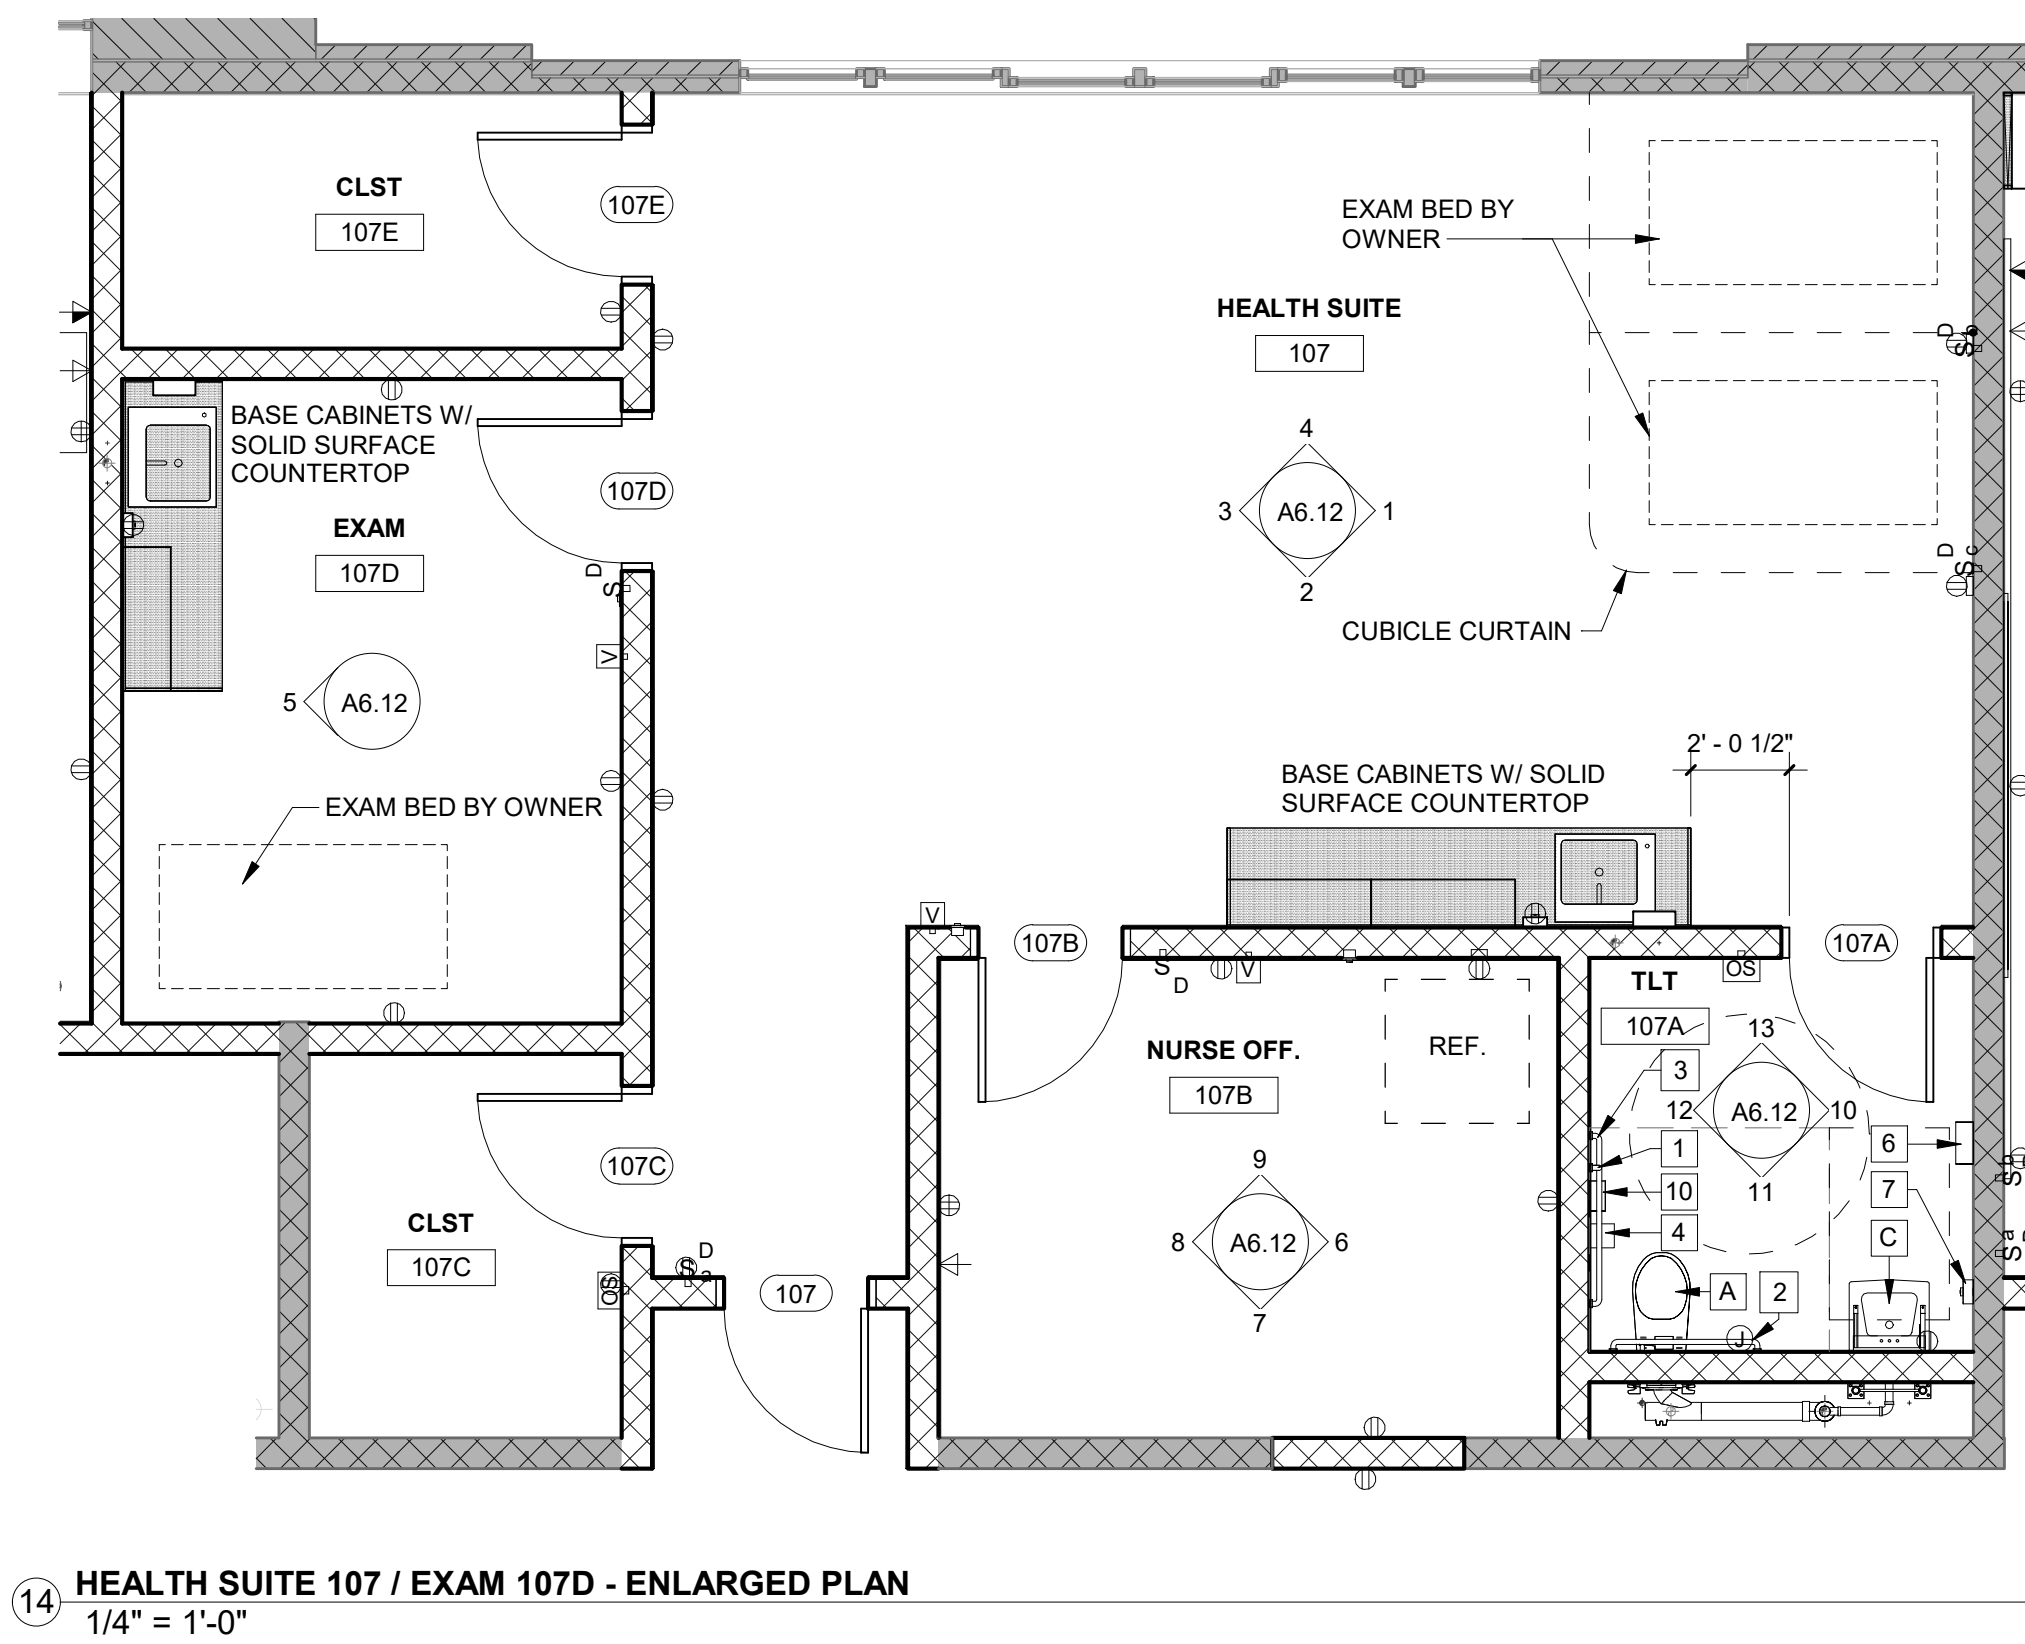 CLST
107E
107E
EXAM BED BY
OWNER
HEALTH SUITE
107
D
S
b
BASE CABINETS W/
SOLID SURFACE
COUNTERTOP
107D
4
3
A6.12
1
2
EXAM
107D
D
S
D
S
c
CUBICLE CURTAIN
V
5
A6.12
2' - 0 1/2"
BASE CABINETS W/ SOLID
SURFACE COUNTERTOP
EXAM BED BY OWNER
V
107B
107A
S
D
V
OS
TLT
107A
NURSE OFF.
107B
REF.
13
12
A6.12
10
11
3
1
10
4
6
7
C
A
2
J
107C
CLST
107C
9
8
A6.12
6
7
OS
D
S
a
107
S
b
S
S
a
S
14
HEALTH SUITE 107 / EXAM 107D - ENLARGED PLAN
1/4" = 1'-0"